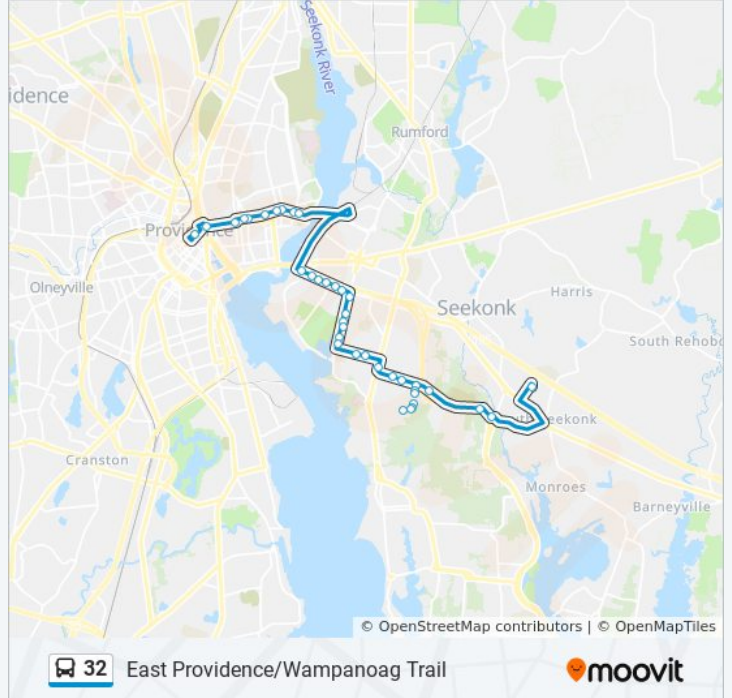 Seekonk River
idence
Rumford
Providence
Olneyville
Harris
Seekonk
South Rehobo
South Seekonk
Cranston
Monroes
Barneyville
© OpenStreetMap contributors | © OpenMapTiles
32 East Providence/Wampanoag Trail
moovit